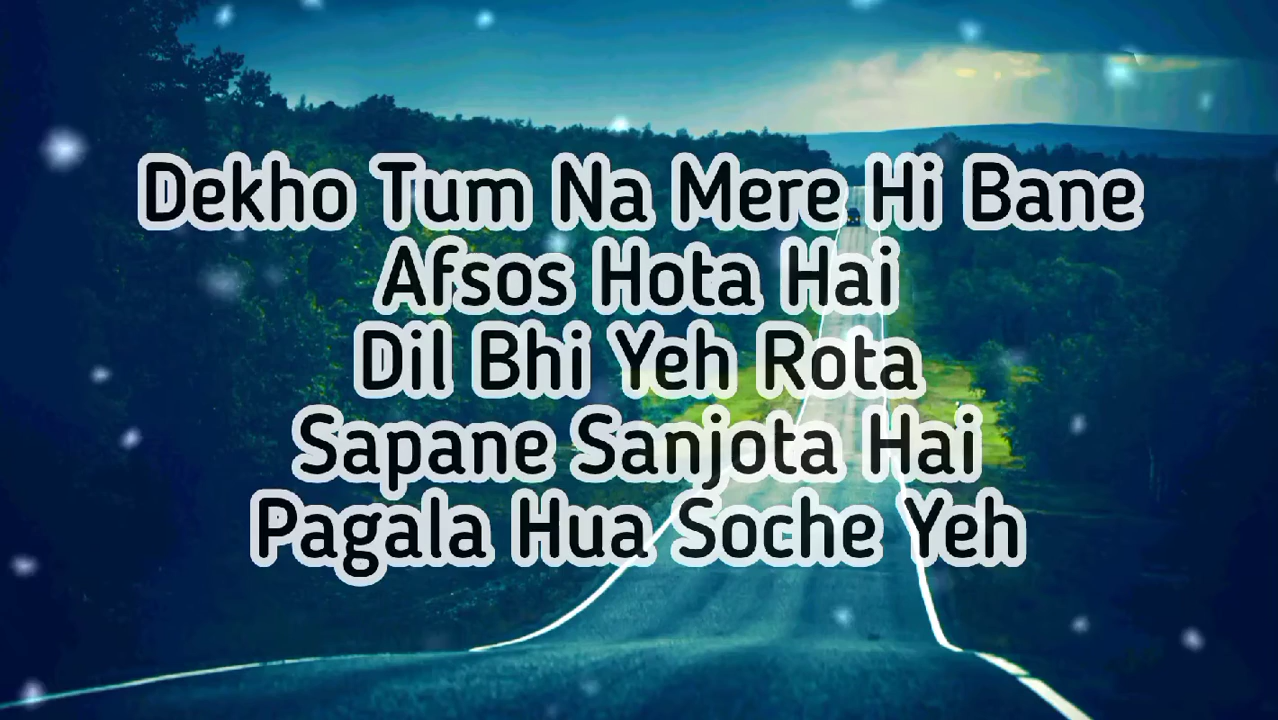 Dekho Tum Na Mere Hi Bane
Afsos Hota Hai
Dil Bhi Yeh Rota
Sapane Sanjota Hai
Pagala Hua Soche Yeh